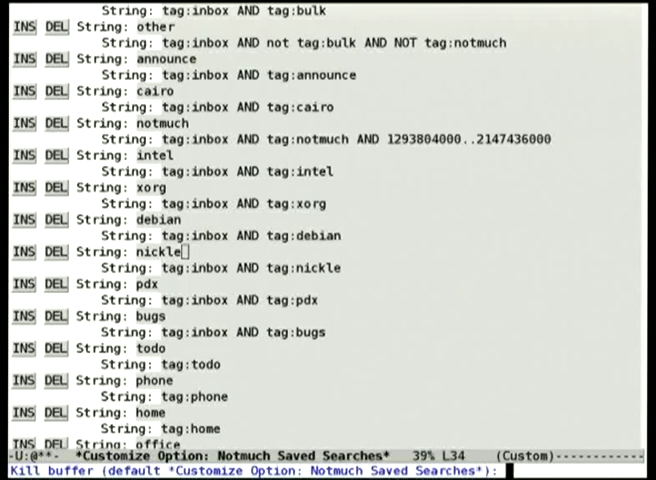 String: tag:inbox AND tag:bulk
INS DEL String: other
String: tag:inbox AND not tag:bulk AND NOT tag:notmuch
INS DEL String: announce
String: tag:inbox AND tag:announce
INS DEL String: cairo
String: tag:inbox AND tag:cairo
INS DEL String: notmuch
String: tag:inbox AND tag:notmuch AND 1293804000..2147436000
INS DEL String: intel
String: tag:inbox AND tag:intel
INS DEL String: xorg
String: tag:inbox AND tag:xorg
INS DEL String: debian
String: tag:inbox AND tag:debian
INS DEL String: nickle
String: tag:inbox AND tag:nickle
INS DEL String: pdx
String: tag:inbox AND tag:pdx
INS DEL String: bugs
String: tag:inbox AND tag:bugs
INS DEL String: todo
String: tag:todo
INS DEL String: phone
String: tag:phone
INS DEL String: home
String: tag:home
INS DEL String: office
-U:@**- *Customize Option: Notmuch Saved Searches* 39% L34 (Custom)------------
Kill buffer (default *Customize Option: Notmuch Saved Searches*):